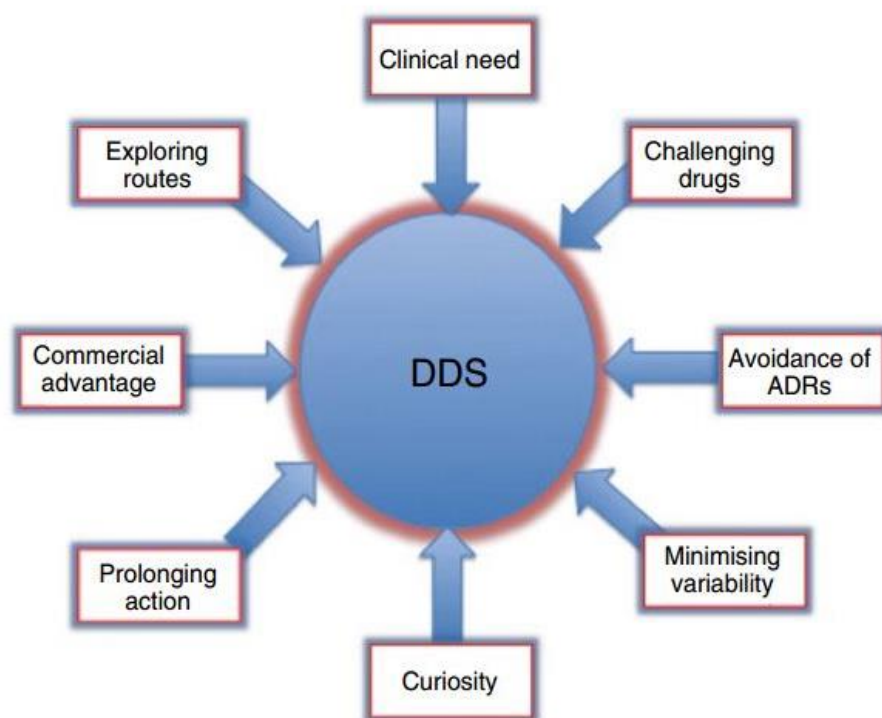 Clinical need
Exploring
routes
Challenging
drugs
Commercial
advantage
DDS
Avoidance of
ADRs
Prolonging
action
Minimising
variability
Curiosity